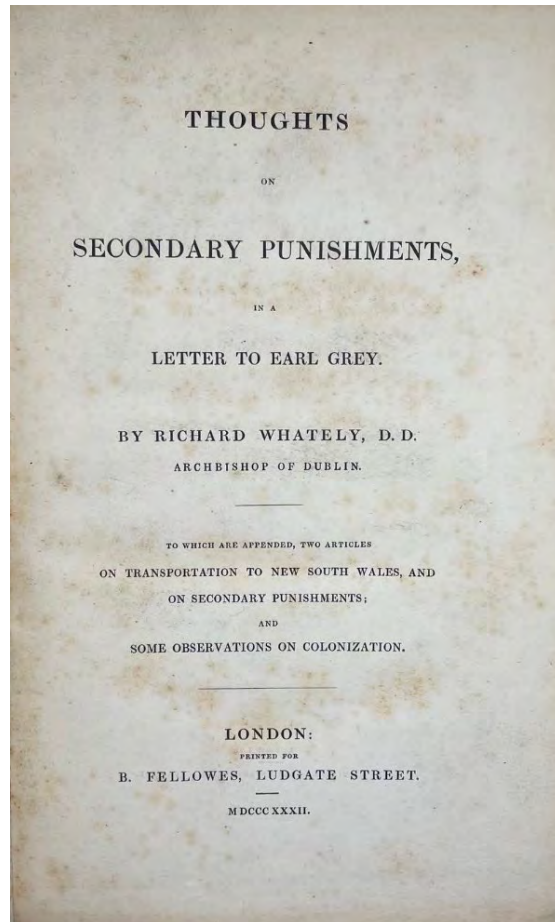 THOUGHTS
ON
SECONDARY PUNISHMENTS,
IN A
LETTER TO EARL GREY.
BY RICHARD WHATELY, D. D.
ARCHBISHOP OF DUBLIN.
TO WHICH ARE APPENDED, TWO ARTICLES
ON TRANSPORTATION TO NEW SOUTH WALES, AND
ON SECONDARY PUNISHMENTS;
AND
SOME OBSERVATIONS ON COLONIZATION.
LONDON:
PRINTED FOR
B. FELLOWES, LUDGATE STREET.
MDCCCXXXII.